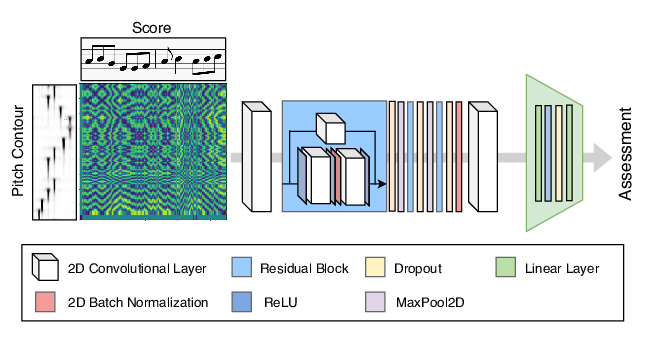 Score
Pitch Contour
Assessment
2D Convolutional Layer
Residual Block
Dropout
Linear Layer
2D Batch Normalization
ReLU
MaxPool2D